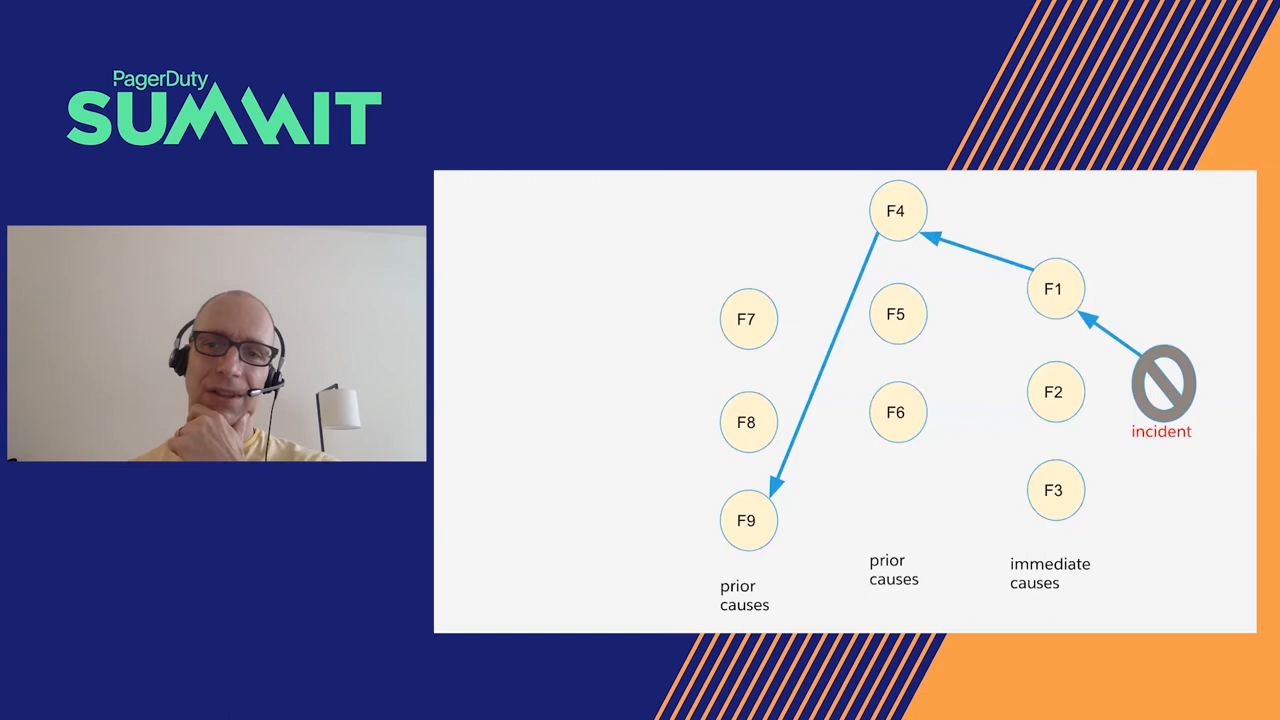 PagerDuty
SUMMIT
F4
F1
F7
F5
F8
F6
F2
incident
F9
F3
prior
causes
prior
causes
immediate
causes